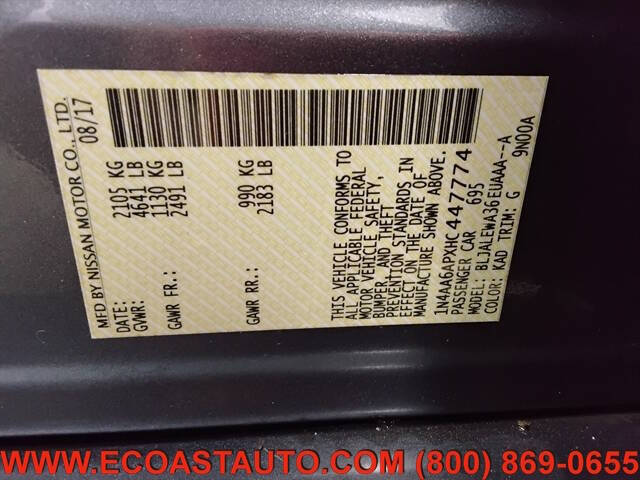 MFD BY NISSAN MOTOR CO., LTD.
DATE: 08/17
GVWR: 2105 KG
4641 LB
GAWR FR.: 1130 KG
2491 LB
GAWR RR.: 990 KG
2183 LB
THIS VEHICLE CONFORMS TO
ALL APPLICABLE FEDERAL
MOTOR VEHICLE SAFETY,
BUMPER, AND THEFT
PREVENTION STANDARDS IN
EFFECT ON THE DATE OF
MANUFACTURE SHOWN ABOVE.
1N4AA6APXHC447774
PASSENGER CAR 695
MODEL: BLJALEWA36EUAAA--A
COLOR: KAD TRIM: G 9N00A
WWW.ECOASTAUTO.COM (800) 869-0655